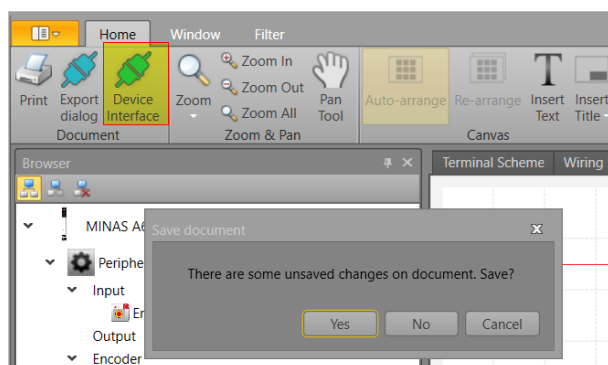 Home Window Filter
Zoom In
Zoom Out
Zoom All
Print Export dialog Device Interface Zoom Pan Tool Auto-arrange Re-arrange Insert Text Insert Title
Document Zoom & Pan Canvas
Browser Terminal Scheme Wiring
MINAS
Save document
There are some unsaved changes on document. Save?
Input
Output
Yes No Cancel
Encoder